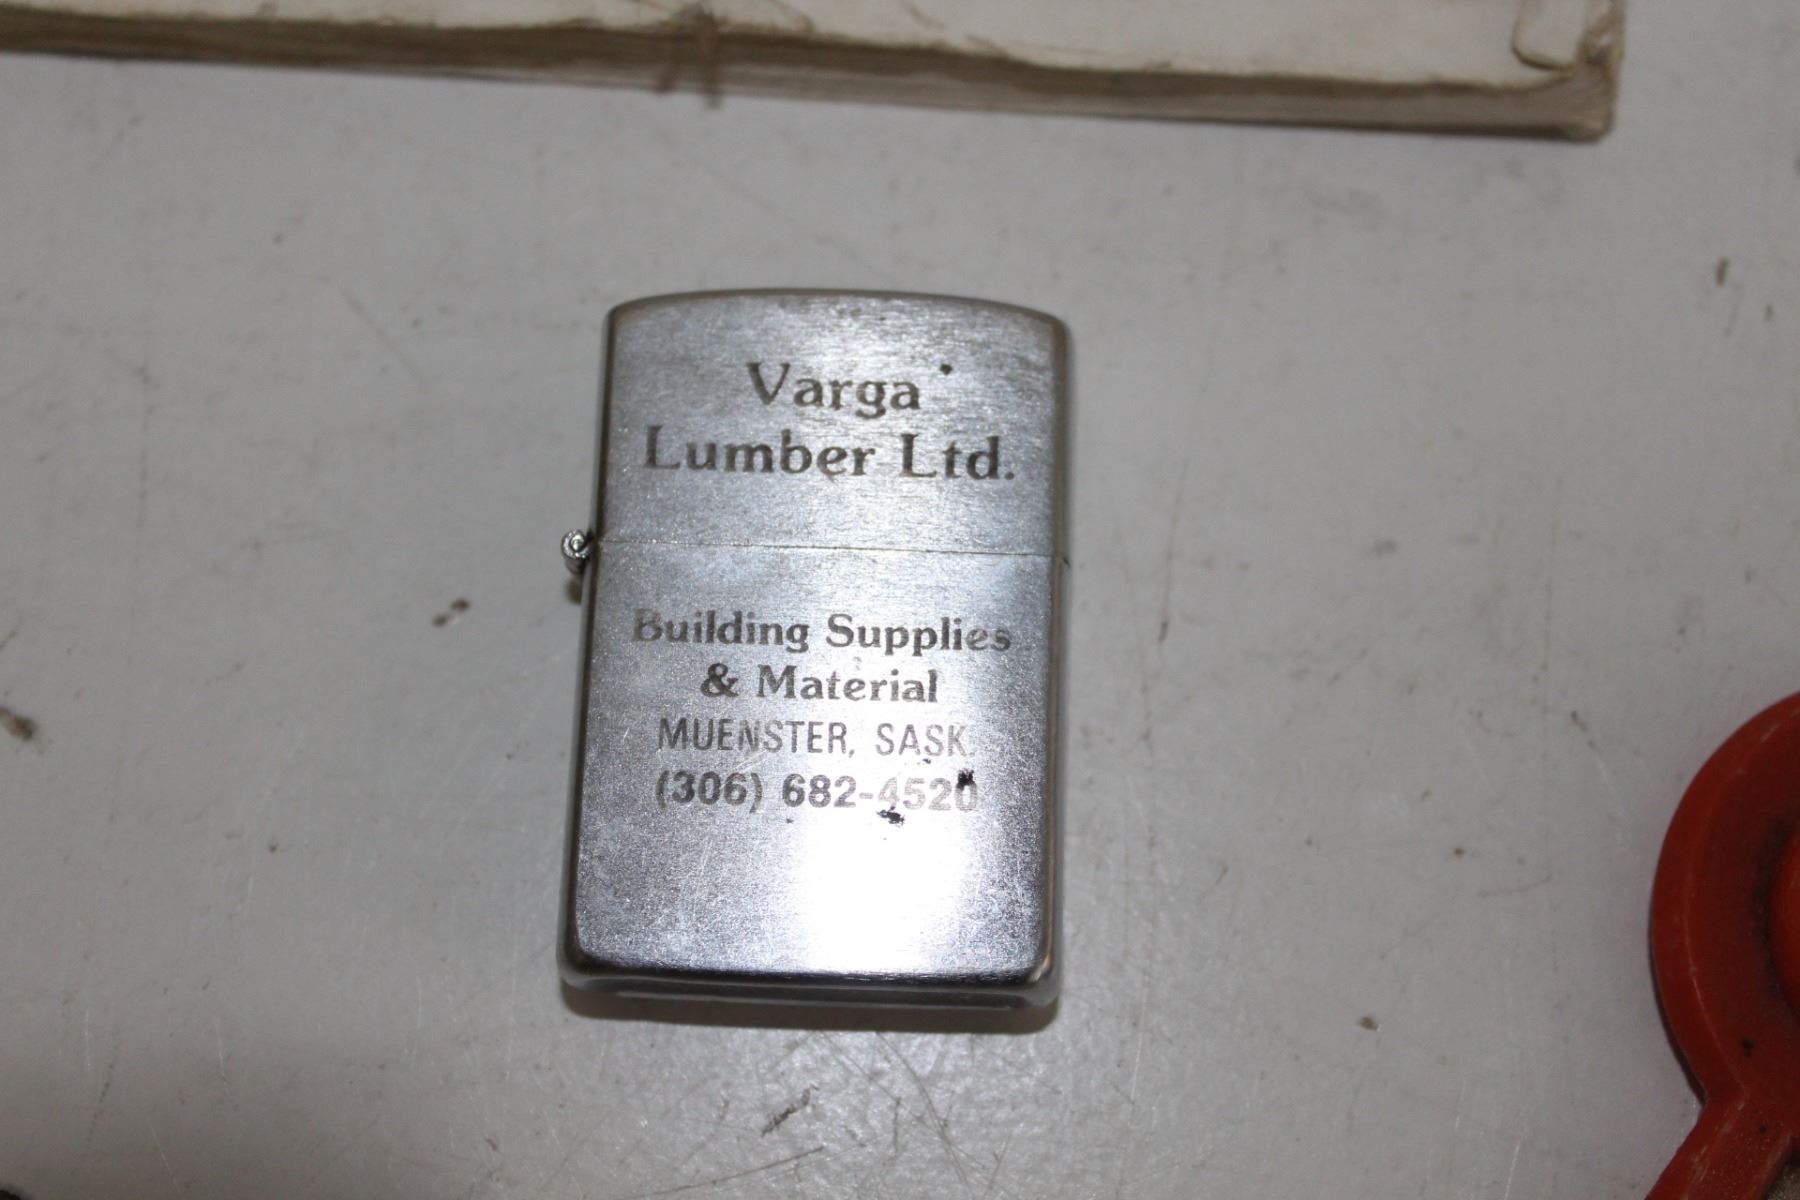 Varga
Lumber Ltd.
Building Supplies
& Material
MUENSTER, SASK.
(306) 682-4520